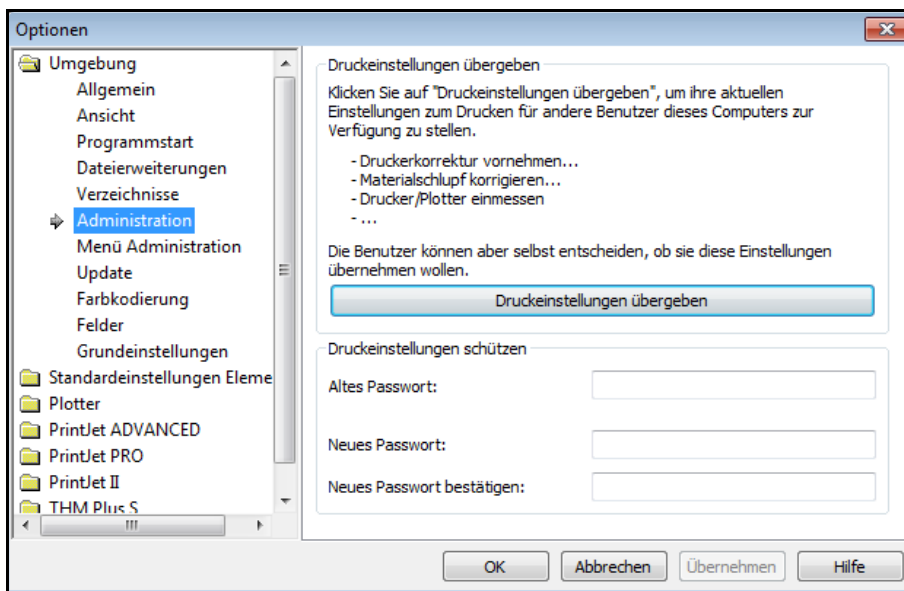 Optionen
Umgebung
Allgemein
Ansicht
Programmstart
Dateierweiterungen
Verzeichnisse
Administration
Menü Administration
Update
Farbkodierung
Felder
Grundeinstellungen
Standardeinstellungen Eleme
Plotter
PrintJet ADVANCED
PrintJet PRO
PrintJet II
THM Plus S
Druckeinstellungen übergeben
Klicken Sie auf "Druckeinstellungen übergeben", um ihre aktuellen
Einstellungen zum Drucken für andere Benutzer dieses Computers zur
Verfügung zu stellen.
- Druckerkorrektur vornehmen...
- Materialschlupf korrigieren...
- Drucker/Plotter einmessen
- ...
Die Benutzer können aber selbst entscheiden, ob sie diese Einstellungen
übernehmen wollen.
Druckeinstellungen übergeben
Druckeinstellungen schützen
Altes Passwort:
Neues Passwort:
Neues Passwort bestätigen:
OK
Abbrechen
Übernehmen
Hilfe